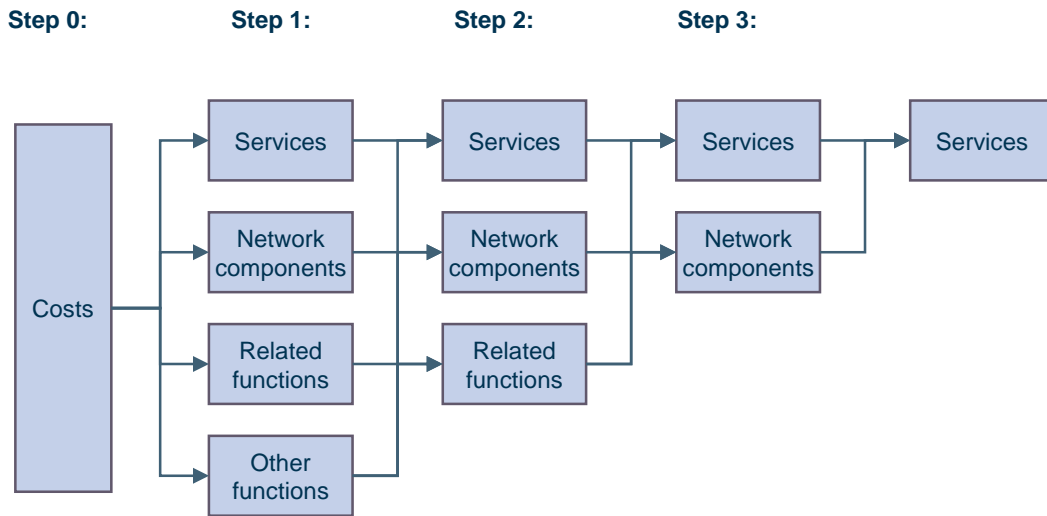 Step 0:
Step 1:
Step 2:
Step 3:
Services
Services
Services
Services
Network
components
Network
components
Network
components
Costs
Related
functions
Related
functions
Other
functions